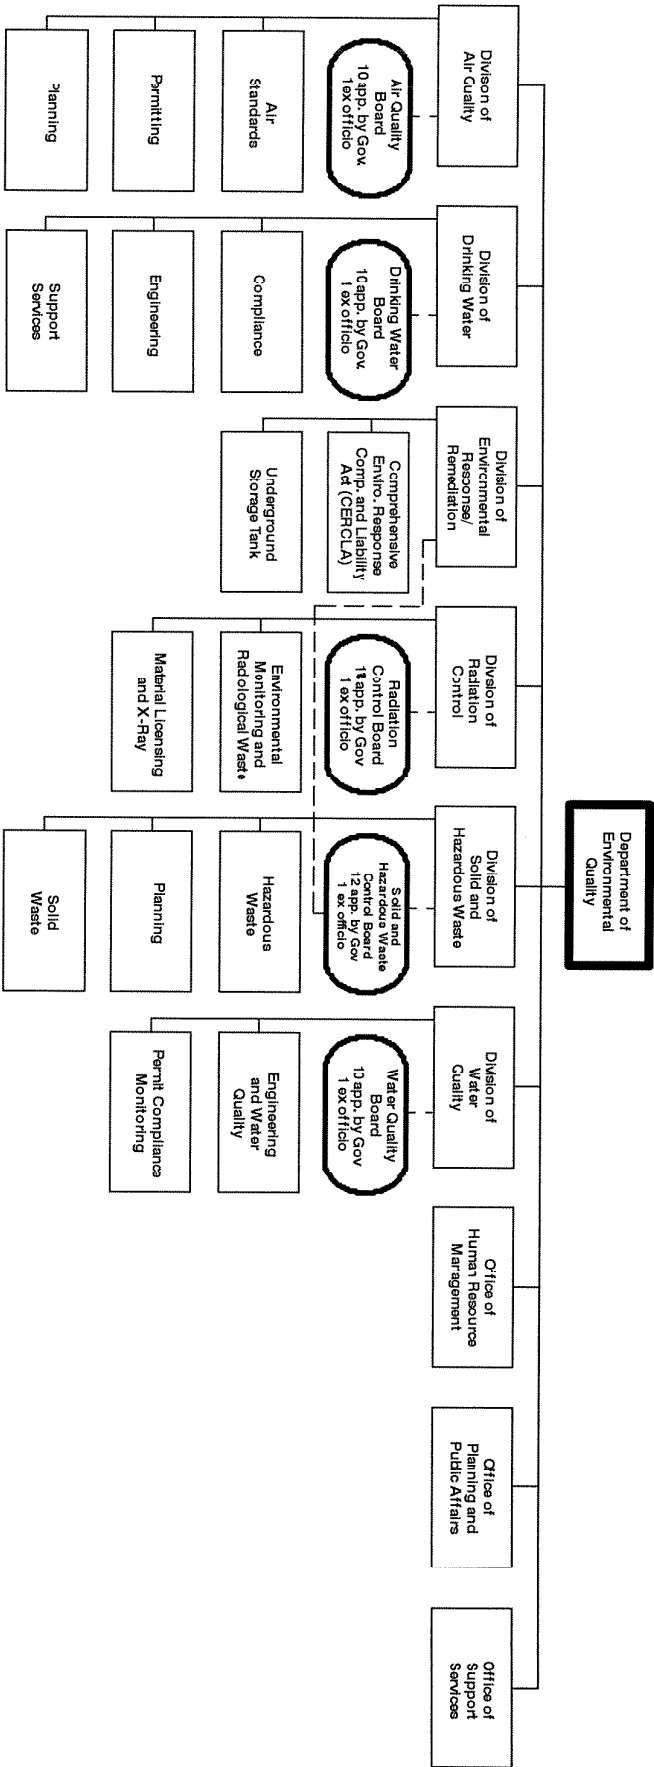 Department of
Environmental
Quality
Divison of
Air Quality
Air Quality
Board
10 app. by Gov.
1 ex officio
Air
Standards
Permitting
Planning
Division of
Drinking Water
Drinking Water
Board
10 app. by Gov.
1 ex officio
Compliance
Engineering
Support
Services
Division of
Environmental
Response/
Remediation
Comprehensive
Enviro. Response
Comp. and Liability
Act (CERCLA)
Underground
Storage Tank
Division of
Radiation
Control
Radiation
Control Board
app. by Gov
1 ex officio
Environmental
Monitoring and
Radological Waste
Material Licensing
and X-Ray
Division of
Solid and
Hazardous Waste
Solid and
Hazardous Waste
Control Board
12 app. by Gov
1 ex officio
Hazardous
Waste
Planning
Solid
Waste
Division of
Water
Quality
Water Quality
Board
10 app. by Gov
1 ex officio
Engineering
and Water
Quality
Permit Compliance
Monitoring
Office of
Human Resource
Management
Office of
Planning and
Public Affairs
Office of
Support
Services